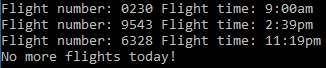 Flight number: 0230 Flight time: 9:00am
Flight number: 9543 Flight time: 2:39pm
Flight number: 6328 Flight time: 11:19pm
No more flights today!